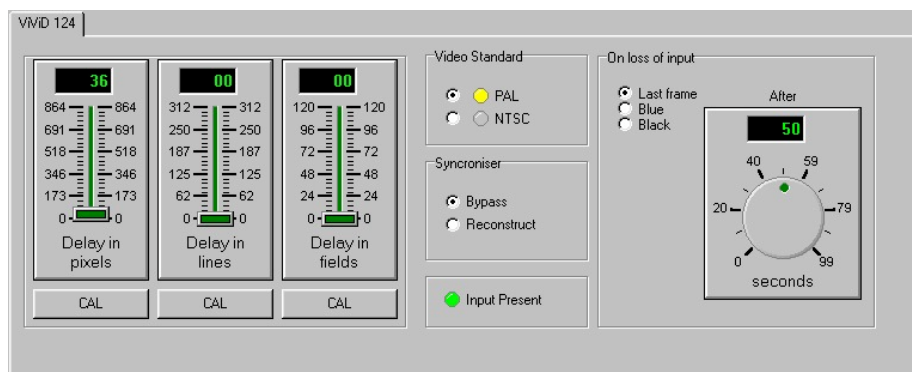 ViViD 124
36
864 864
691 691
518 518
346 346
173 173
0 0
Delay in
pixels
CAL
00
312 312
250 250
187 187
125 125
62 62
0 0
Delay in
lines
CAL
00
120 120
96 96
72 72
48 48
24 24
0 0
Delay in
fields
CAL
Video Standard
PAL
NTSC
Syncroniser
Bypass
Reconstruct
Input Present
On loss of input
Last frame
Blue
Black
After
50
40 59
20 79
0 99
seconds